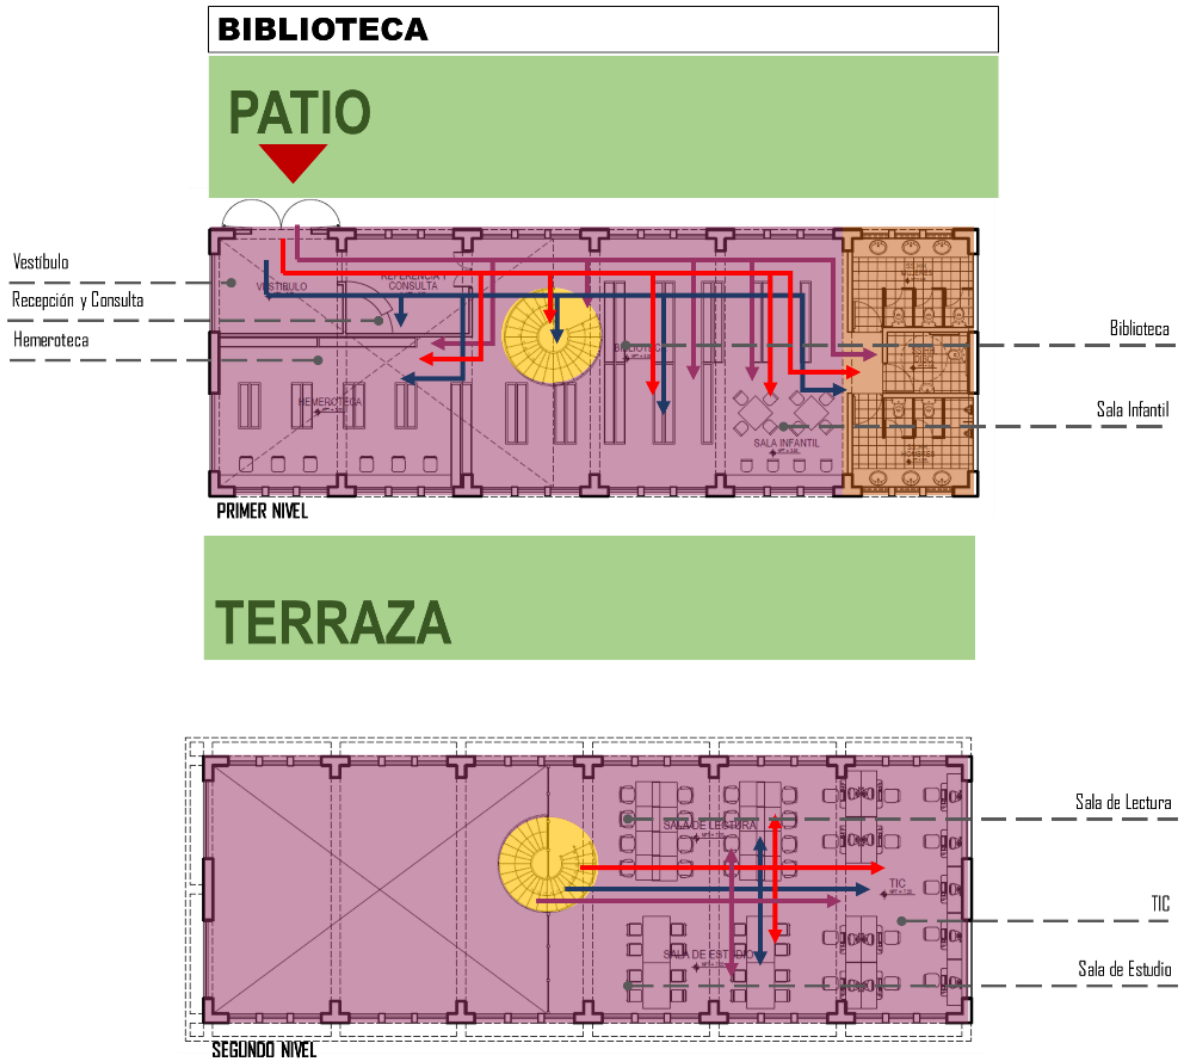 BIBLIOTECA
PATIO
Vestíbulo
VESTIBULO
REFERENCIA Y
CONSULTA
Recepción y Consulta
Hemeroteca
Biblioteca
HEMEROTECA
Sala Infantil
SALA INFANTIL
PRIMER NIVEL
TERRAZA
Sala de Lectura
SALA DE LECTURA
TIC
TIC
SALA DE ESTUDIO
Sala de Estudio
SEGUNDO NIVEL